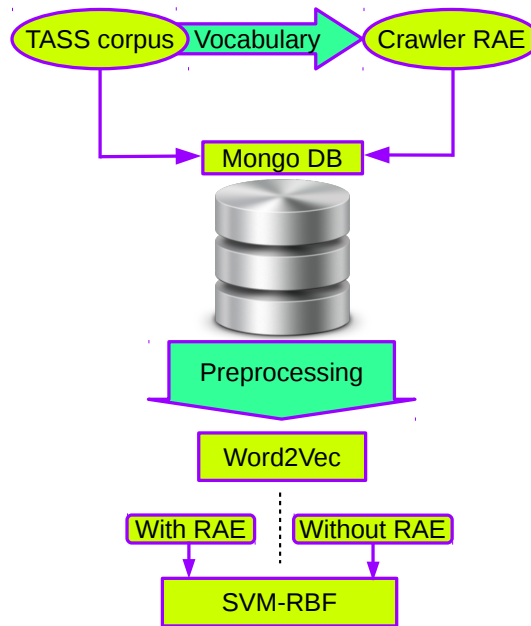 TASS corpus
Vocabulary
Crawler RAE
Mongo DB
Preprocessing
Word2Vec
With RAE
Without RAE
SVM-RBF